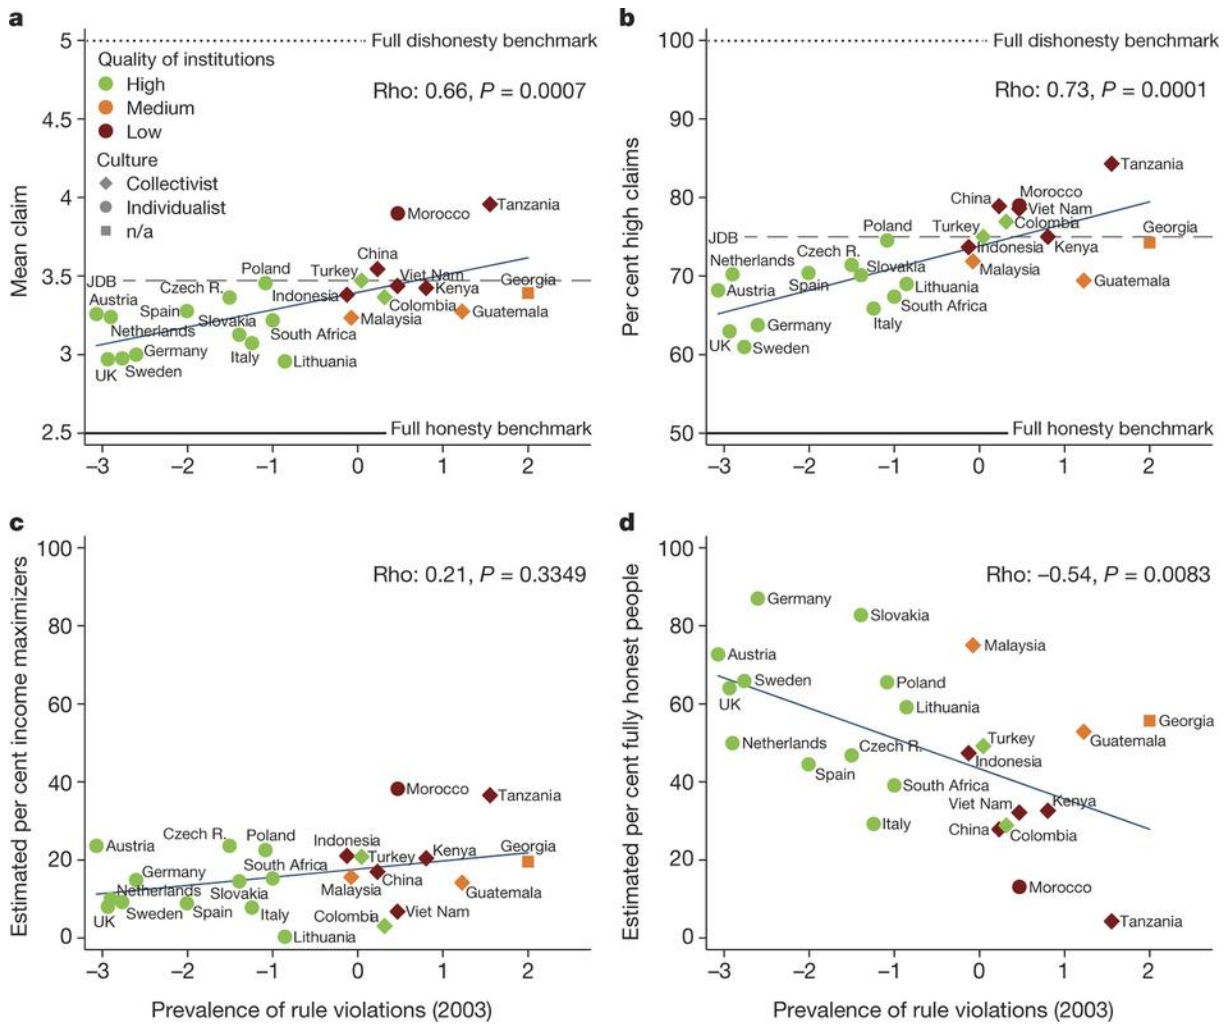 a
Mean claim
5
4.5
4
3.5
3
2.5
Full dishonesty benchmark
Quality of institutions
High
Medium
Low
Culture
Collectivist
Individualist
n/a
Rho: 0.66, P = 0.0007
Tanzania
Morocco
China
Poland
Turkey
Viet Nam
Georgia
JDB
Czech R.
Indonesia
Kenya
Austria
Spain
Colombia
Netherlands
Slovakia
Malaysia
Guatemala
South Africa
Germany
Italy
Lithuania
UK
Sweden
Full honesty benchmark
–3
–2
–1
0
1
2
b
Per cent high claims
100
90
80
70
60
50
Full dishonesty benchmark
Rho: 0.73, P = 0.0001
Tanzania
Morocco
China
Viet Nam
Poland
Turkey
Colombia
Georgia
JDB
Czech R.
Indonesia
Kenya
Netherlands
Slovakia
Malaysia
Spain
Austria
Lithuania
Guatemala
South Africa
Germany
Italy
UK
Sweden
Full honesty benchmark
–3
–2
–1
0
1
2
c
Estimated per cent income maximizers
100
80
60
40
20
0
Rho: 0.21, P = 0.3349
Morocco
Tanzania
Czech R.
Poland
Indonesia
Austria
Turkey
Kenya
Georgia
Germany
South Africa
Netherlands
Slovakia
Malaysia
China
Guatemala
UK
Sweden
Spain
Italy
Colombia
Viet Nam
Lithuania
–3
–2
–1
0
1
2
Prevalence of rule violations (2003)
d
Estimated per cent fully honest people
100
80
60
40
20
0
Rho: –0.54, P = 0.0083
Germany
Slovakia
Malaysia
Austria
Sweden
Poland
UK
Lithuania
Georgia
Netherlands
Czech R.
Turkey
Guatemala
Spain
Indonesia
South Africa
Viet Nam
Kenya
Italy
China
Colombia
Morocco
Tanzania
–3
–2
–1
0
1
2
Prevalence of rule violations (2003)